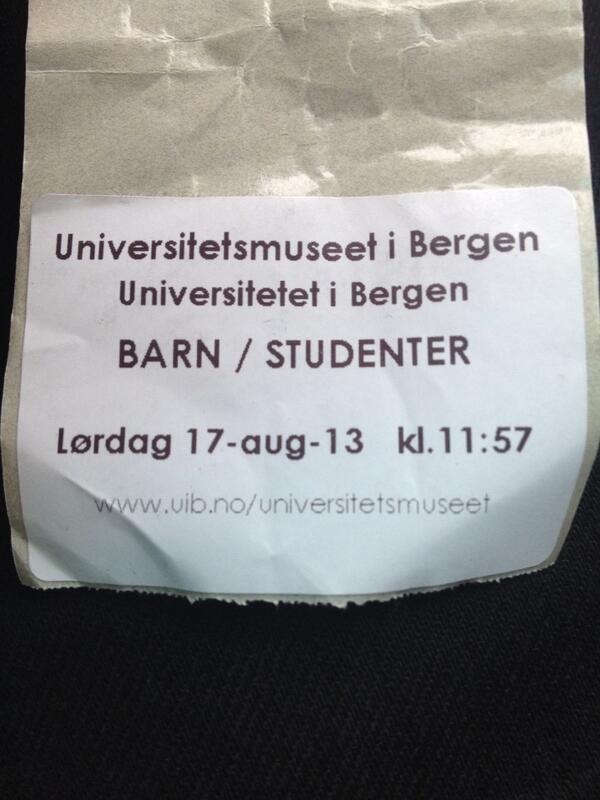 Universitetsmuseet i Bergen
Universitetet i Bergen
BARN / STUDENTER
Lørdag 17-aug-13 kl.11:57
www.uib.no/universitetsmuseet